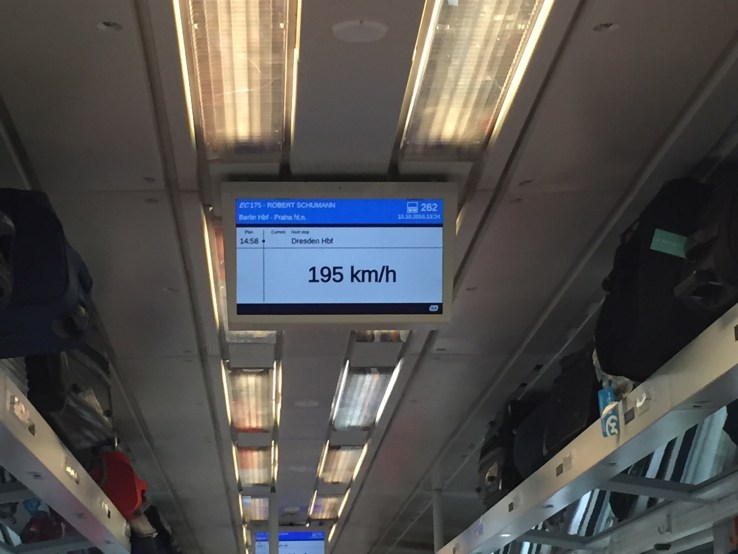 EC 175 - ROBERT SCHUMANN
262
Berlin Hbf - Praha hl.n.
Plan Current Next stop
14:58 Dresden Hbf
195 km/h